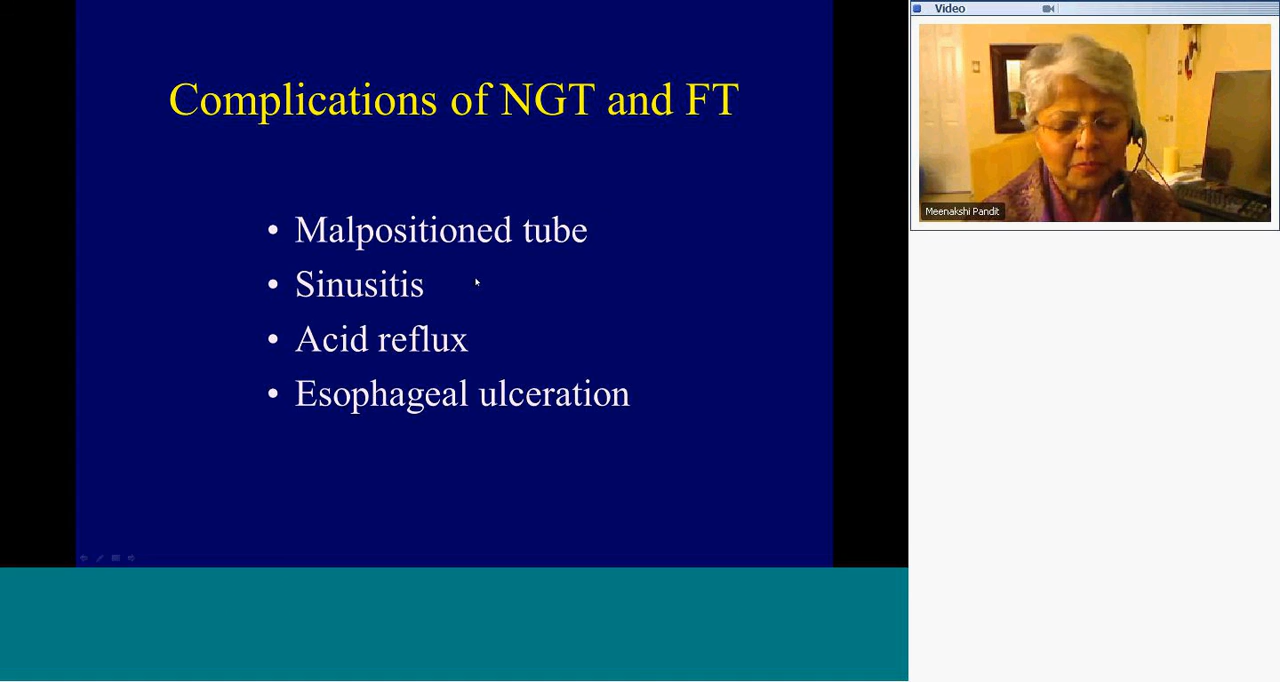 Complications of NGT and FT
• Malpositioned tube
• Sinusitis
• Acid reflux
• Esophageal ulceration
Video
Meenakshi Pandit